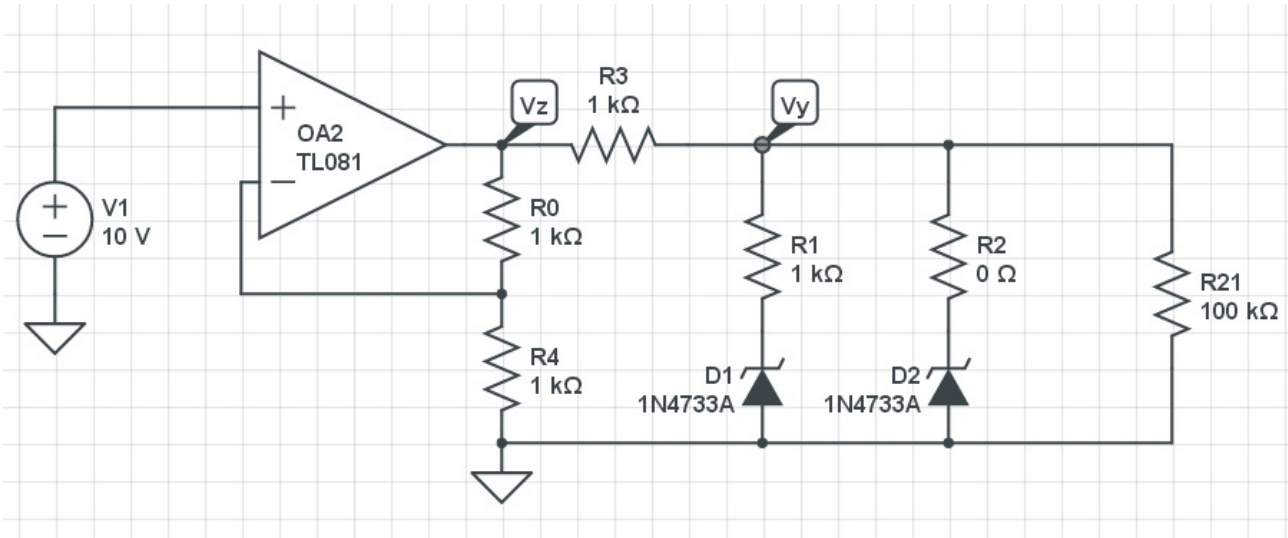 R3
1 kΩ
Vz
Vy
+
OA2
TL081
−
+
−
V1
10 V
R0
1 kΩ
R1
1 kΩ
R2
0 Ω
R21
100 kΩ
R4
1 kΩ
D1
1N4733A
D2
1N4733A